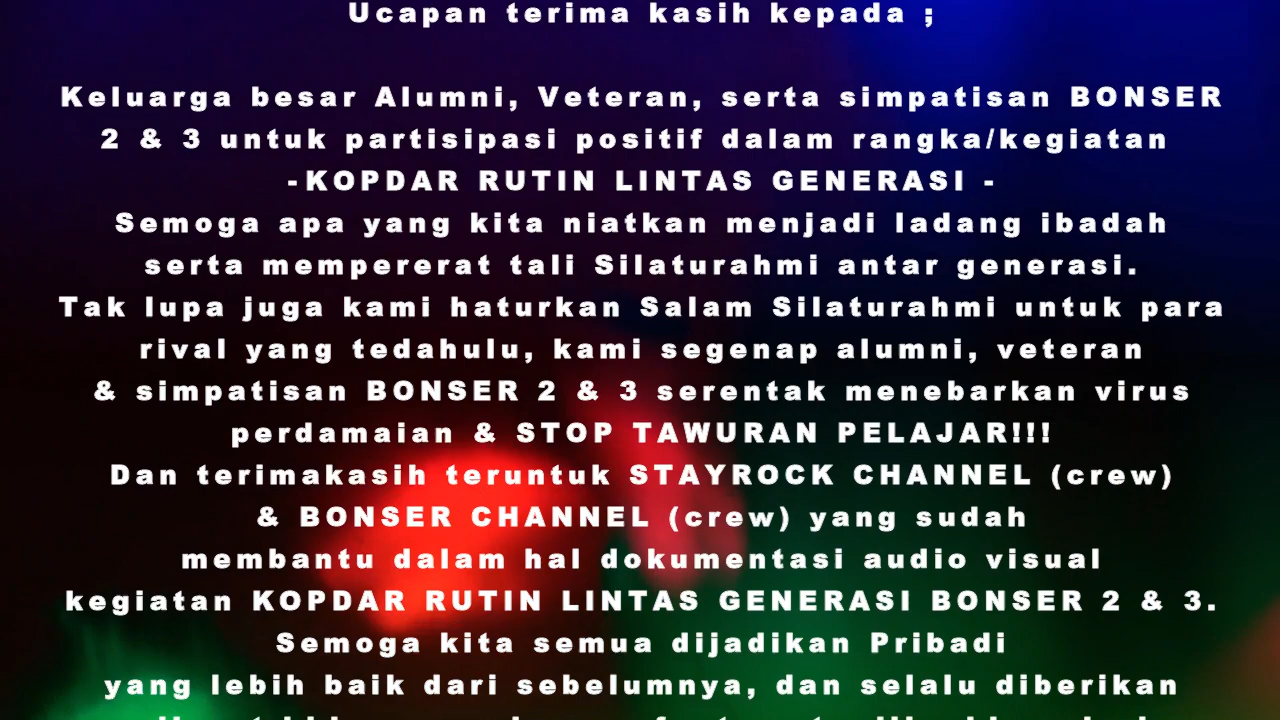 Ucapan terima kasih kepada ;
Keluarga besar Alumni, Veteran, serta simpatisan BONSER
2 & 3 untuk partisipasi positif dalam rangka/kegiatan
-KOPDAR RUTIN LINTAS GENERASI -
Semoga apa yang kita niatkan menjadi ladang ibadah
serta mempererat tali Silaturahmi antar generasi.
Tak lupa juga kami haturkan Salam Silaturahmi untuk para
rival yang tedahulu, kami segenap alumni, veteran
& simpatisan BONSER 2 & 3 serentak menebarkan virus
perdamaian & STOP TAWURAN PELAJAR!!!
Dan terimakasih teruntuk STAYROCK CHANNEL (crew)
& BONSER CHANNEL (crew) yang sudah
membantu dalam hal dokumentasi audio visual
kegiatan KOPDAR RUTIN LINTAS GENERASI BONSER 2 & 3.
Semoga kita semua dijadikan Pribadi
yang lebih baik dari sebelumnya, dan selalu diberikan